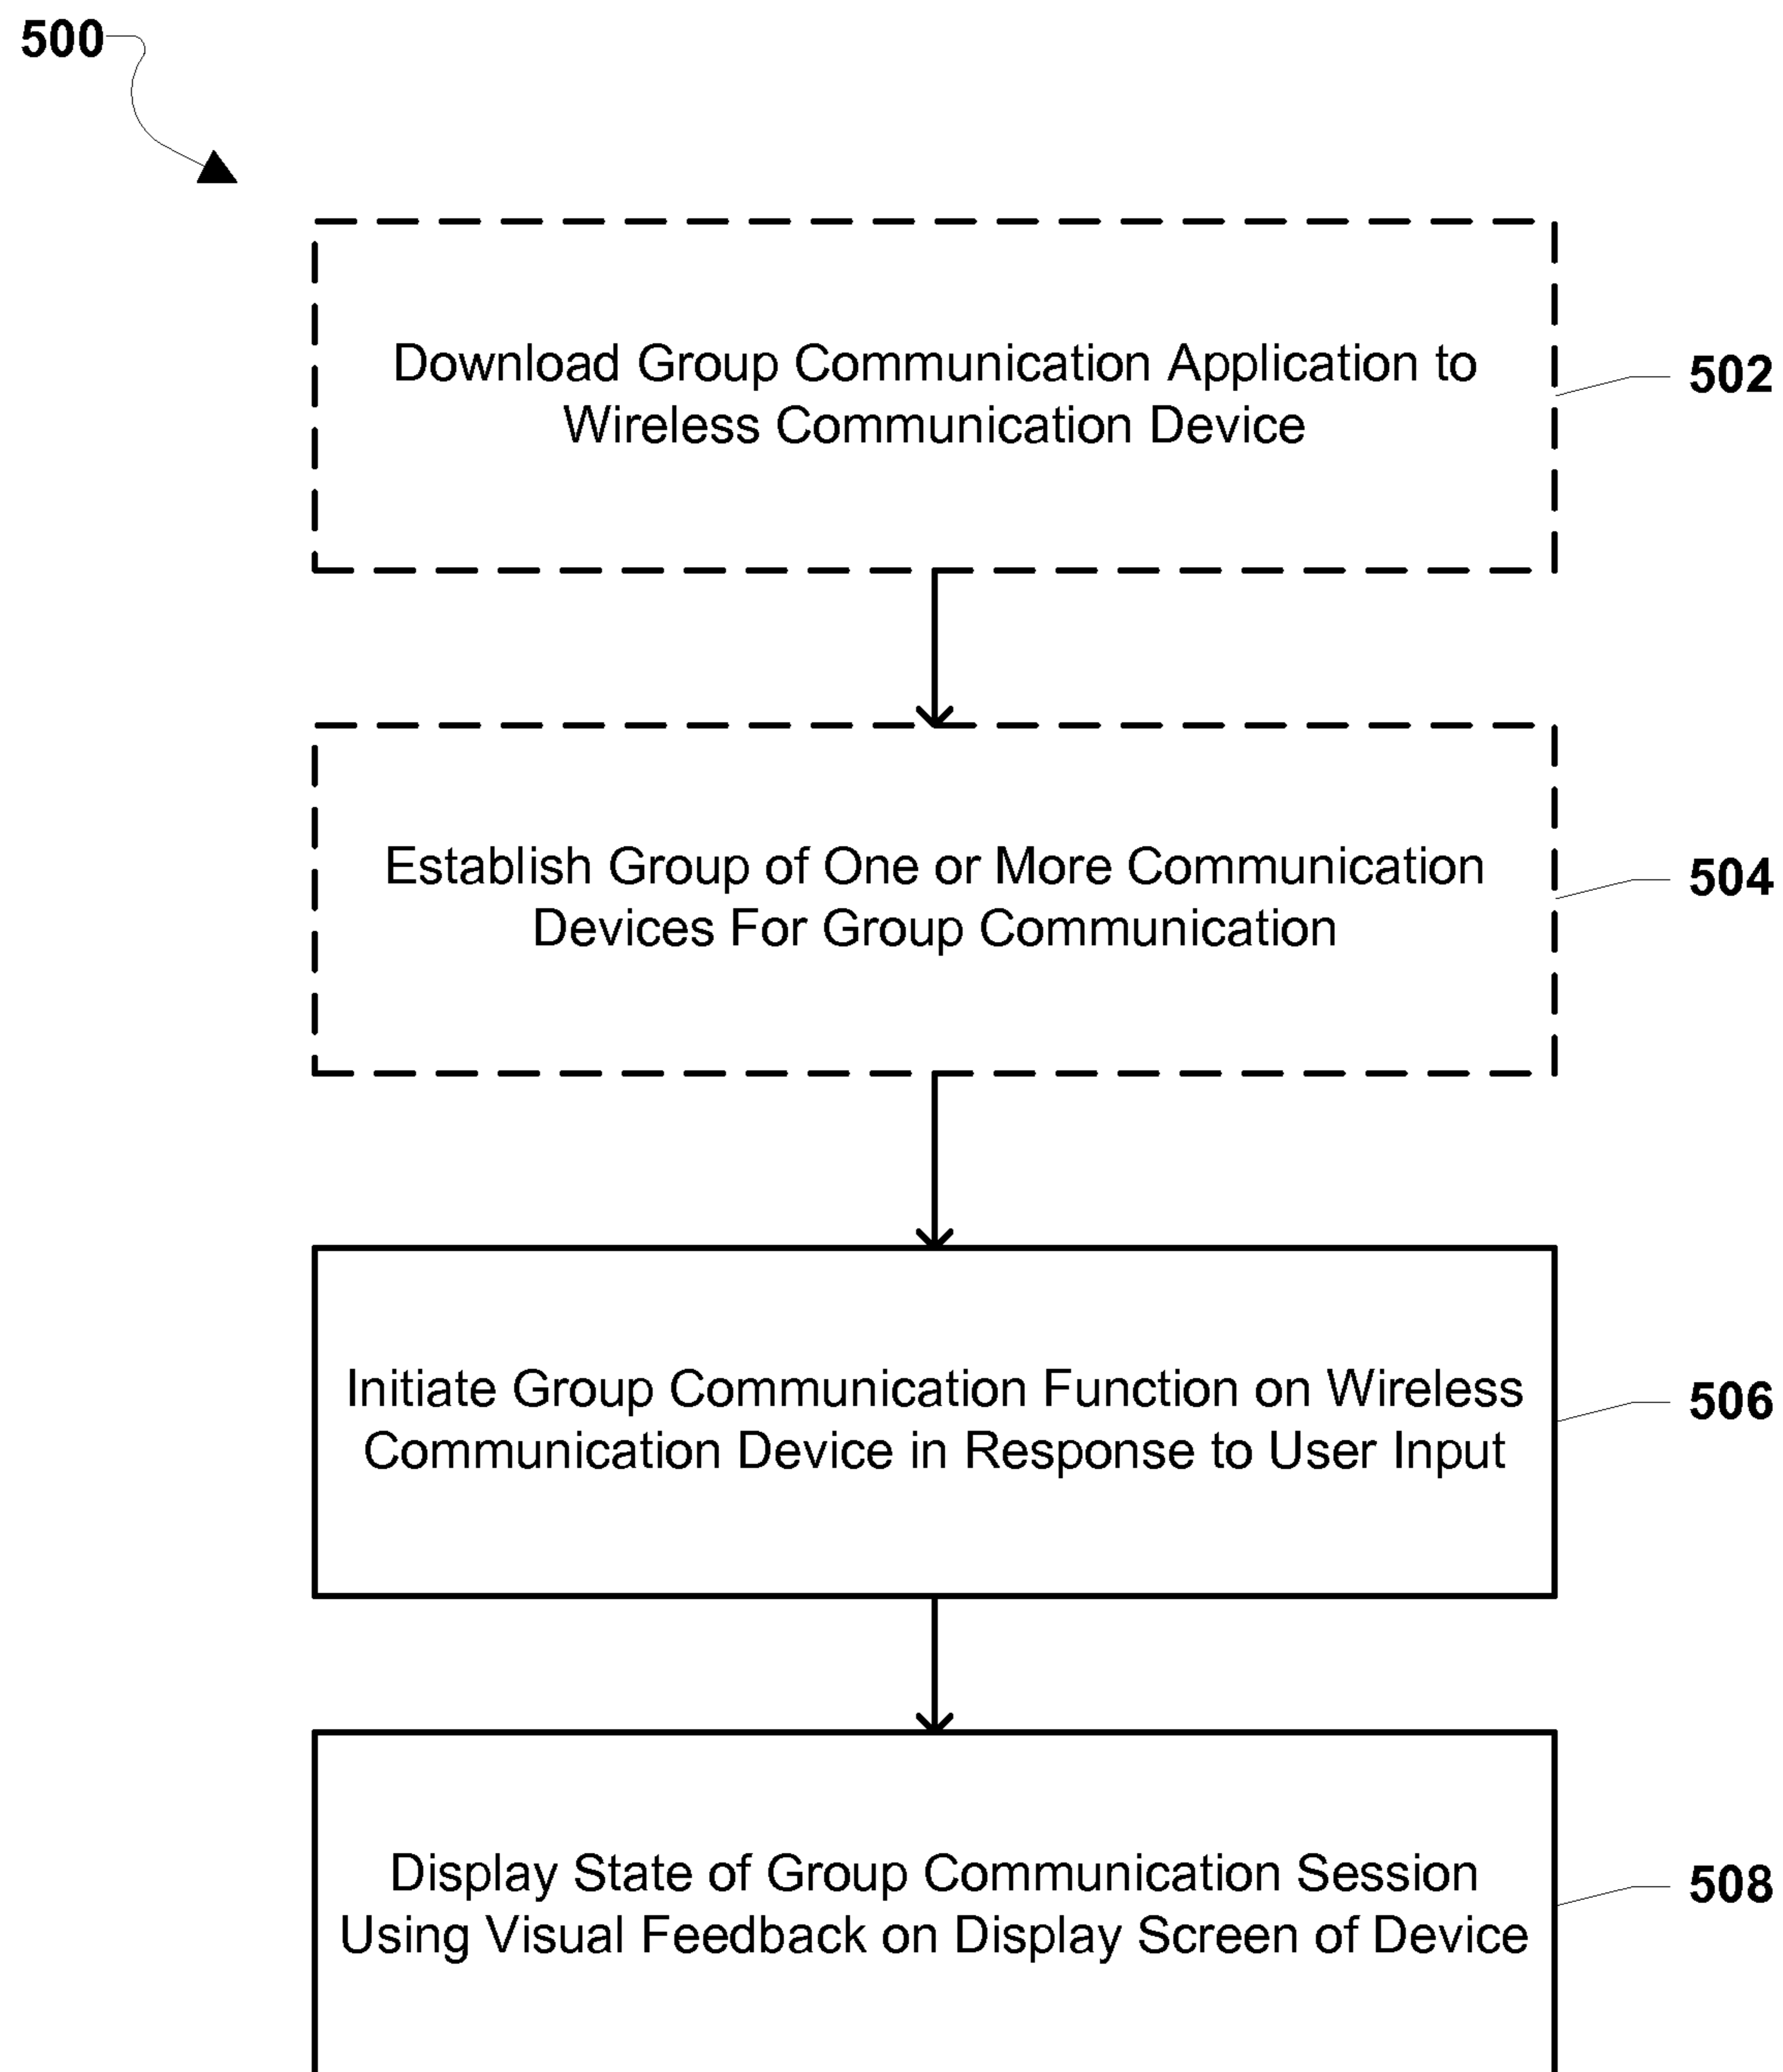 500
Download Group Communication Application to
Wireless Communication Device
502
Establish Group of One or More Communication
Devices For Group Communication
504
Initiate Group Communication Function on Wireless
Communication Device in Response to User Input
506
Display State of Group Communication Session
Using Visual Feedback on Display Screen of Device
508